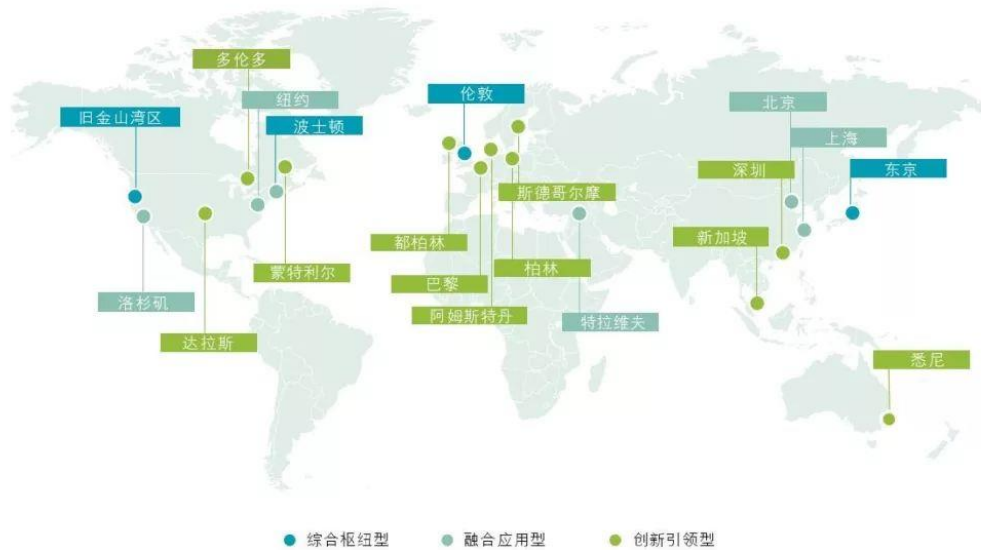 多伦多
纽约
伦敦
北京
旧金山湾区
波士顿
上海
深圳
东京
斯德哥尔摩
新加坡
都柏林
蒙特利尔
柏林
巴黎
洛杉矶
阿姆斯特丹
特拉维夫
达拉斯
悉尼
综合枢纽型
融合应用型
创新引领型